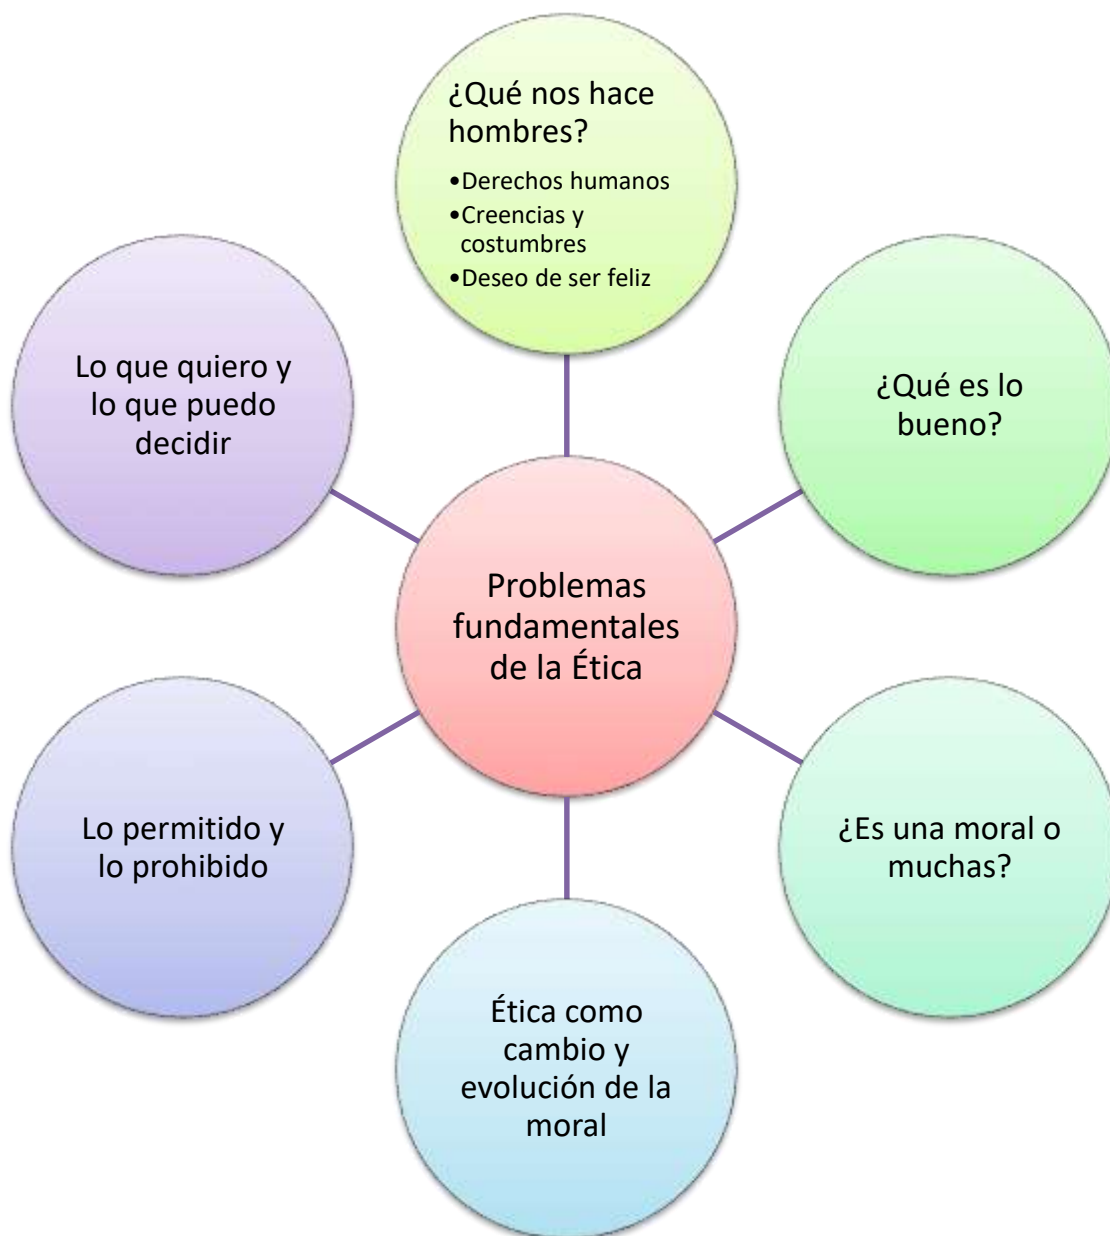 ¿Qué nos hace
hombres?
•Derechos humanos
•Creencias y
costumbres
•Deseo de ser feliz
¿Qué es lo
bueno?
¿Es una moral o
muchas?
Ética como
cambio y
evolución de la
moral
Lo permitido y
lo prohibido
Lo que quiero y
lo que puedo
decidir
Problemas
fundamentales
de la Ética